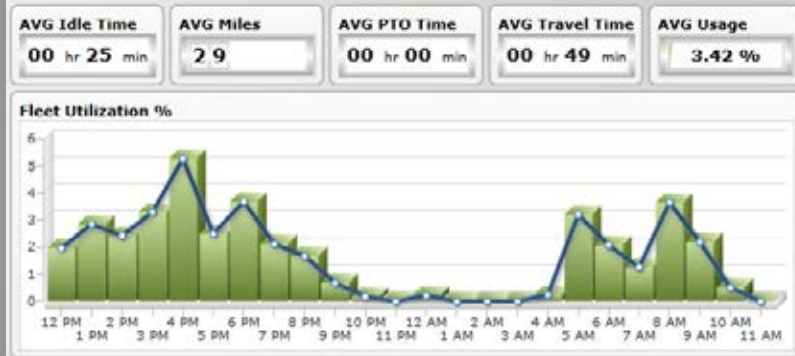 AVG Idle Time
00 hr 25 min
AVG Miles
29
AVG PTO Time
00 hr 00 min
AVG Travel Time
00 hr 49 min
AVG Usage
3.42 %
Fleet Utilization %
6
5
4
3
2
1
0
12 PM 2 PM 4 PM 6 PM 8 PM 10 PM 12 AM 2 AM 4 AM 6 AM 8 AM 10 AM
1 PM 3 PM 5 PM 7 PM 9 PM 11 PM 1 AM 3 AM 5 AM 7 AM 9 AM 11 AM